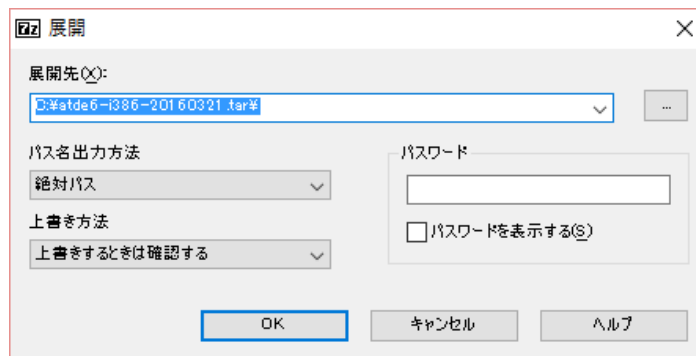 7z 展開
展開先(X):
C:¥atde6-i386-20160321.tar¥
...
パス名出力方法
絶対パス
上書き方法
上書きするときは確認する
パスワード
パスワードを表示する(S)
OK
キャンセル
ヘルプ